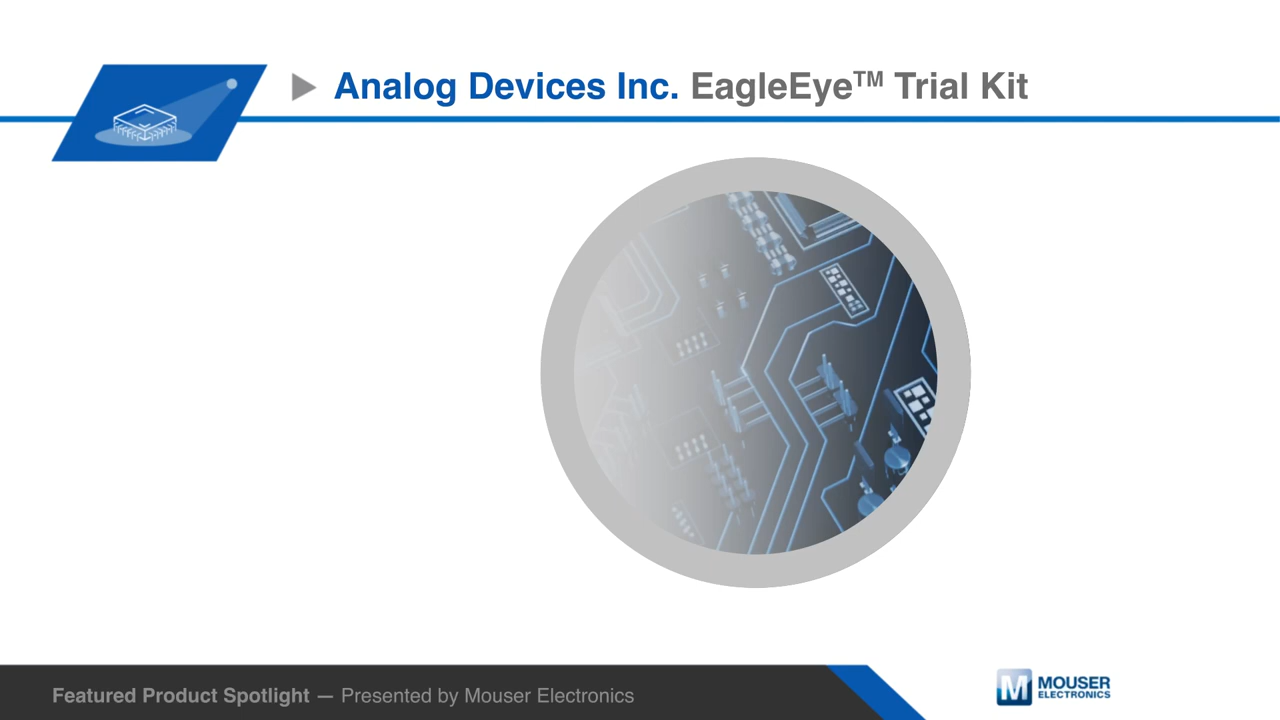 Analog Devices Inc. EagleEye™ Trial Kit
Featured Product Spotlight — Presented by Mouser Electronics
M MOUSER
ELECTRONICS